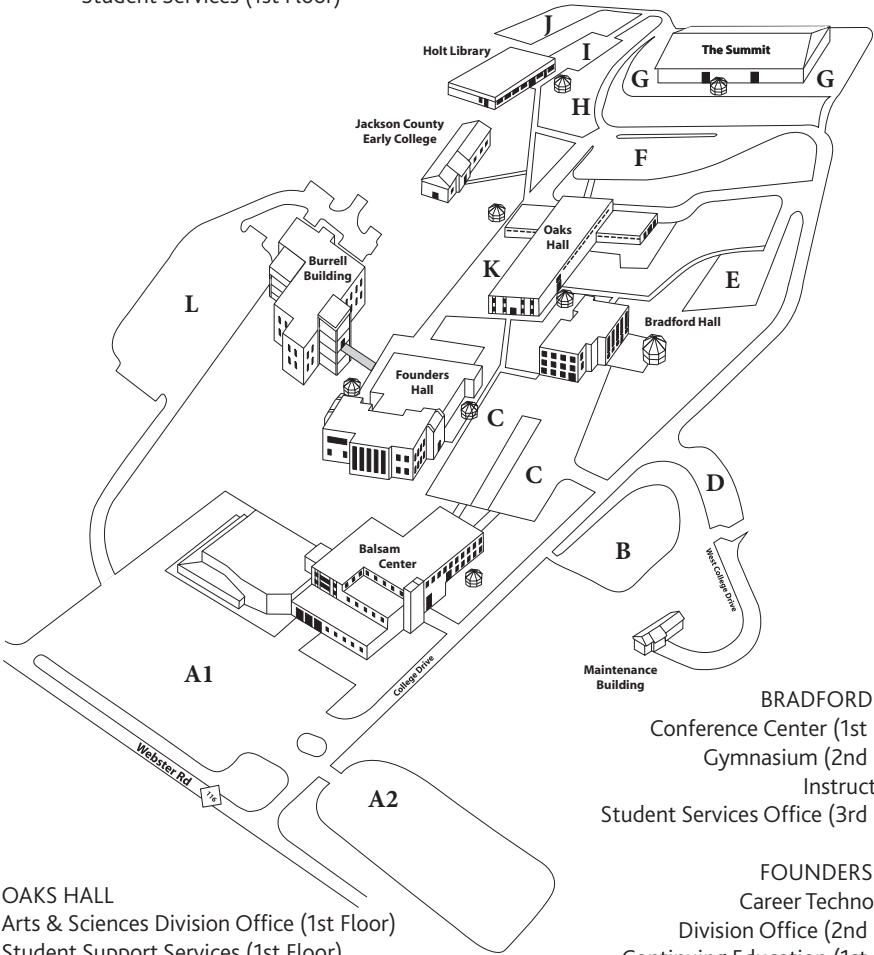 Student Services (1st Floor)
J
I
Holt Library
The Summit
G
G
H
Jackson County
Early College
F
Oaks
Hall
K
Burrell
Building
E
L
Bradford Hall
Founders
Hall
C
C
D
B
West College Drive
Balsam
Center
Maintenance
Building
A1
College Drive
Webster Rd
116
A2
BRADFORD
Conference Center (1st
Gymnasium (2nd
Instruct
Student Services Office (3rd
FOUNDERS
Career Techno
Division Office (2nd
Continuing Education (1st
OAKS HALL
Arts & Sciences Division Office (1st Floor)
Student Support Services (1st Floor)